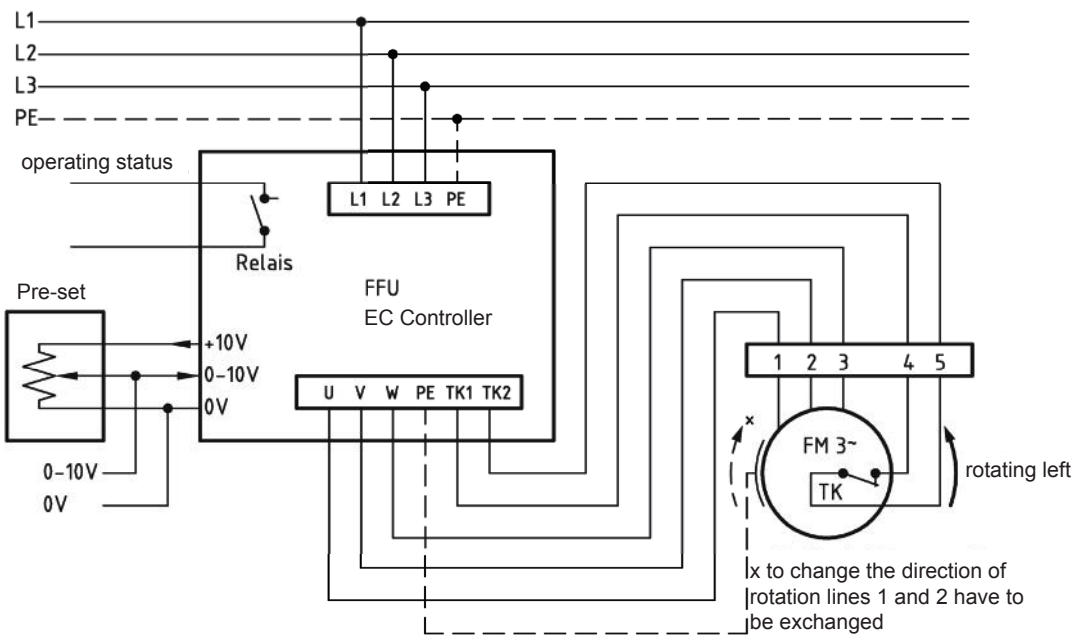 L1
L2
L3
PE
operating status
L1 L2 L3 PE
Relais
FFU
EC Controller
Pre-set
+10V
0-10V
0V
U V W PE TK1 TK2
0-10V
0V
1 2 3 4 5
x
FM 3~
TK
rotating left
x to change the direction of
rotation lines 1 and 2 have to
be exchanged